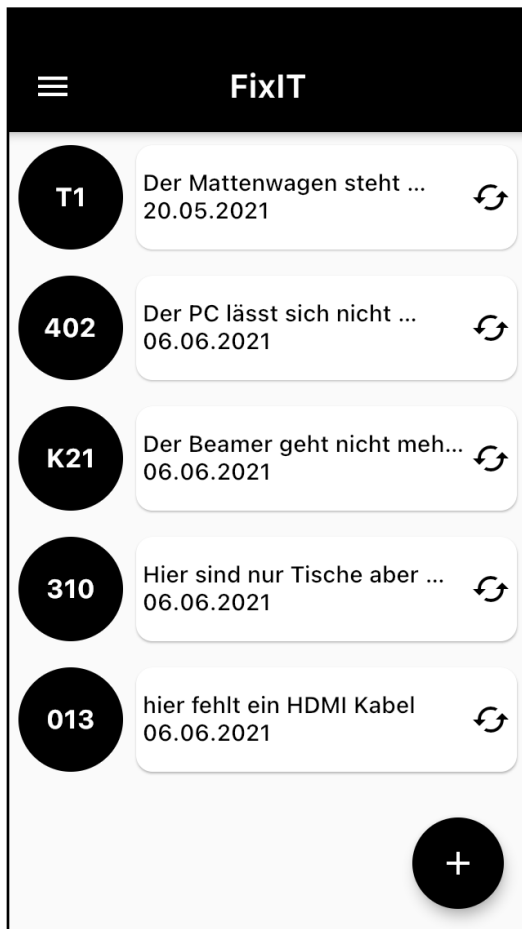 FixIT
T1
Der Mattenwagen steht ...
20.05.2021
402
Der PC lässt sich nicht ...
06.06.2021
K21
Der Beamer geht nicht meh...
06.06.2021
310
Hier sind nur Tische aber ...
06.06.2021
013
hier fehlt ein HDMI Kabel
06.06.2021
+